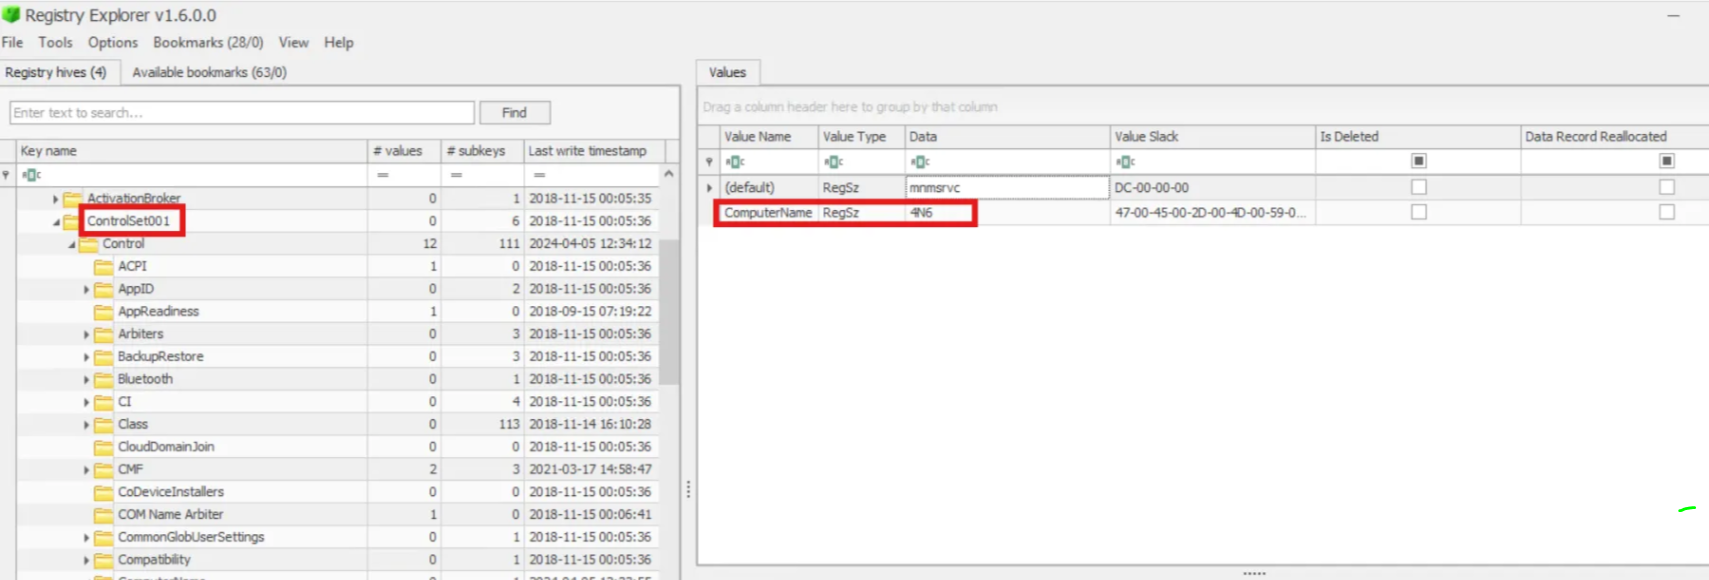 Registry Explorer v1.6.0.0
File Tools Options Bookmarks (28/0) View Help
Registry hives (4) Available bookmarks (63/0)
Enter text to search... Find
Key name # values # subkeys Last write timestamp
= = =
ActivationBroker 0 1 2018-11-15 00:05:35
ControlSet001 0 6 2018-11-15 00:05:36
Control 12 111 2024-04-05 12:34:12
ACPI 1 0 2018-11-15 00:05:36
AppID 0 2 2018-11-15 00:05:36
AppReadiness 1 0 2018-09-15 07:19:22
Arbiters 0 3 2018-11-15 00:05:36
BackupRestore 0 3 2018-11-15 00:05:36
Bluetooth 0 1 2018-11-15 00:05:36
CI 0 4 2018-11-15 00:05:36
Class 0 113 2018-11-14 16:10:28
CloudDomainJoin 0 0 2018-11-15 00:05:36
CMF 2 3 2021-03-17 14:58:47
CoDeviceInstallers 0 0 2018-11-15 00:05:36
COM Name Arbiter 1 0 2018-11-15 00:06:41
CommonGlobUserSettings 0 1 2018-11-15 00:05:36
Compatibility 0 1 2018-11-15 00:05:36
Values
Drag a column header here to group by that column
Value Name Value Type Data Value Slack Is Deleted Data Record Reallocated
(default) RegSz mnmsrvc DC-00-00-00
ComputerName RegSz 4N6 47-00-45-00-2D-00-4D-00-59-0...